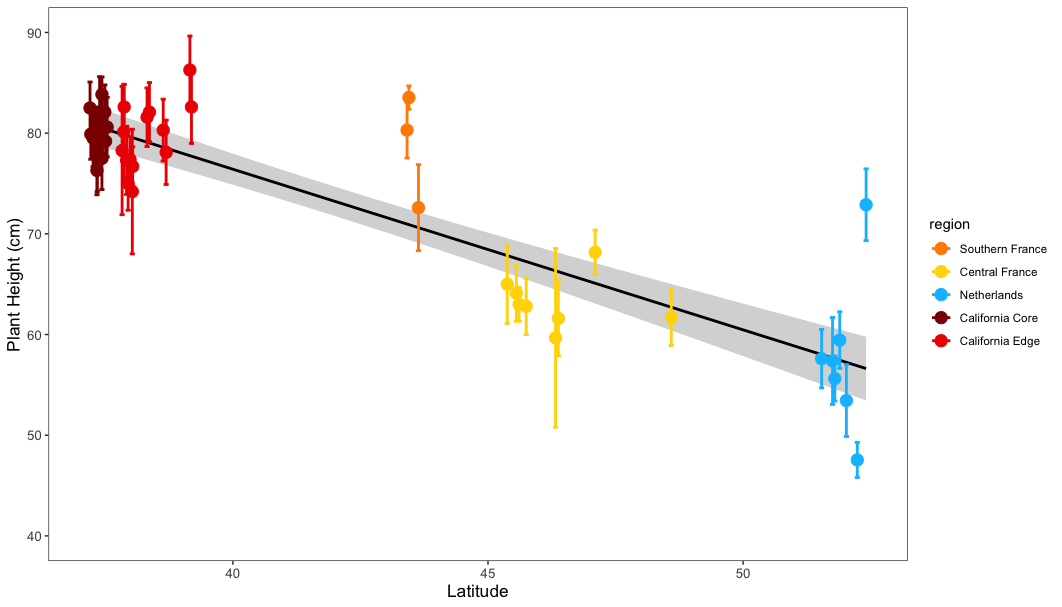 90
80
70
60
50
40
Plant Height (cm)
40
45
50
Latitude
region
Southern France
Central France
Netherlands
California Core
California Edge